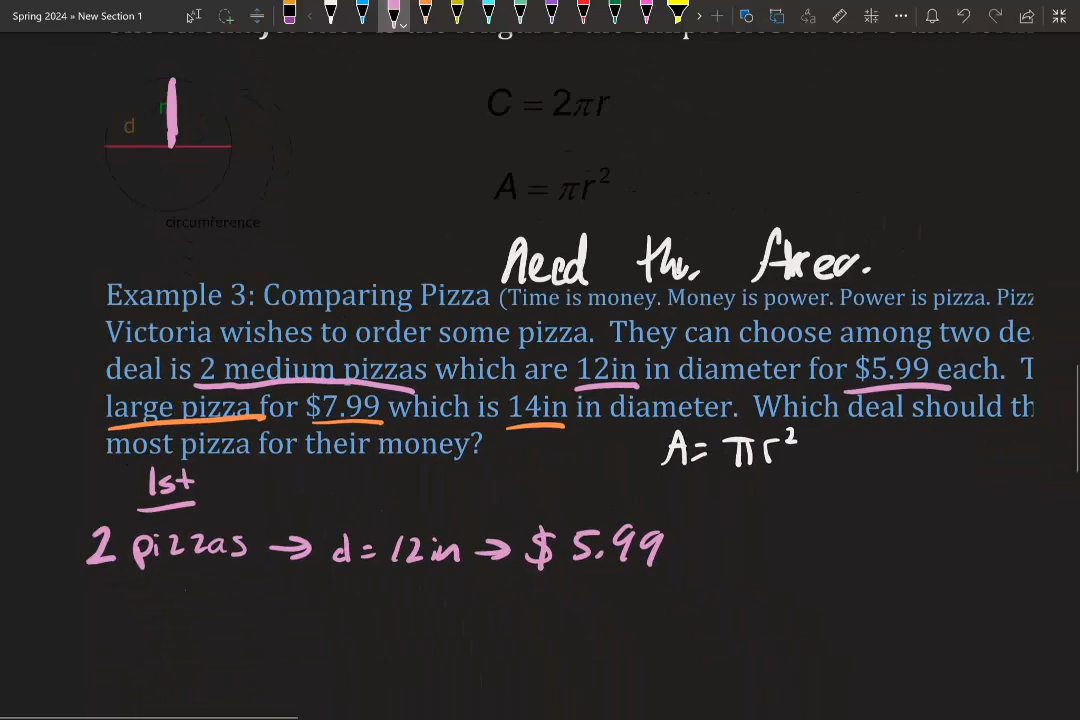 Spring 2024 » New Section 1
C = 2πr
d
A = πr²
circumference
Need the Area.
Example 3: Comparing Pizza (Time is money. Money is power. Power is pizza. Pizz
Victoria wishes to order some pizza. They can choose among two de
deal is 2 medium pizzas which are 12in in diameter for $5.99 each. T
large pizza for $7.99 which is 14in in diameter. Which deal should th
most pizza for their money?
A = πr²
1st
2 pizzas → d = 12in → $ 5.99